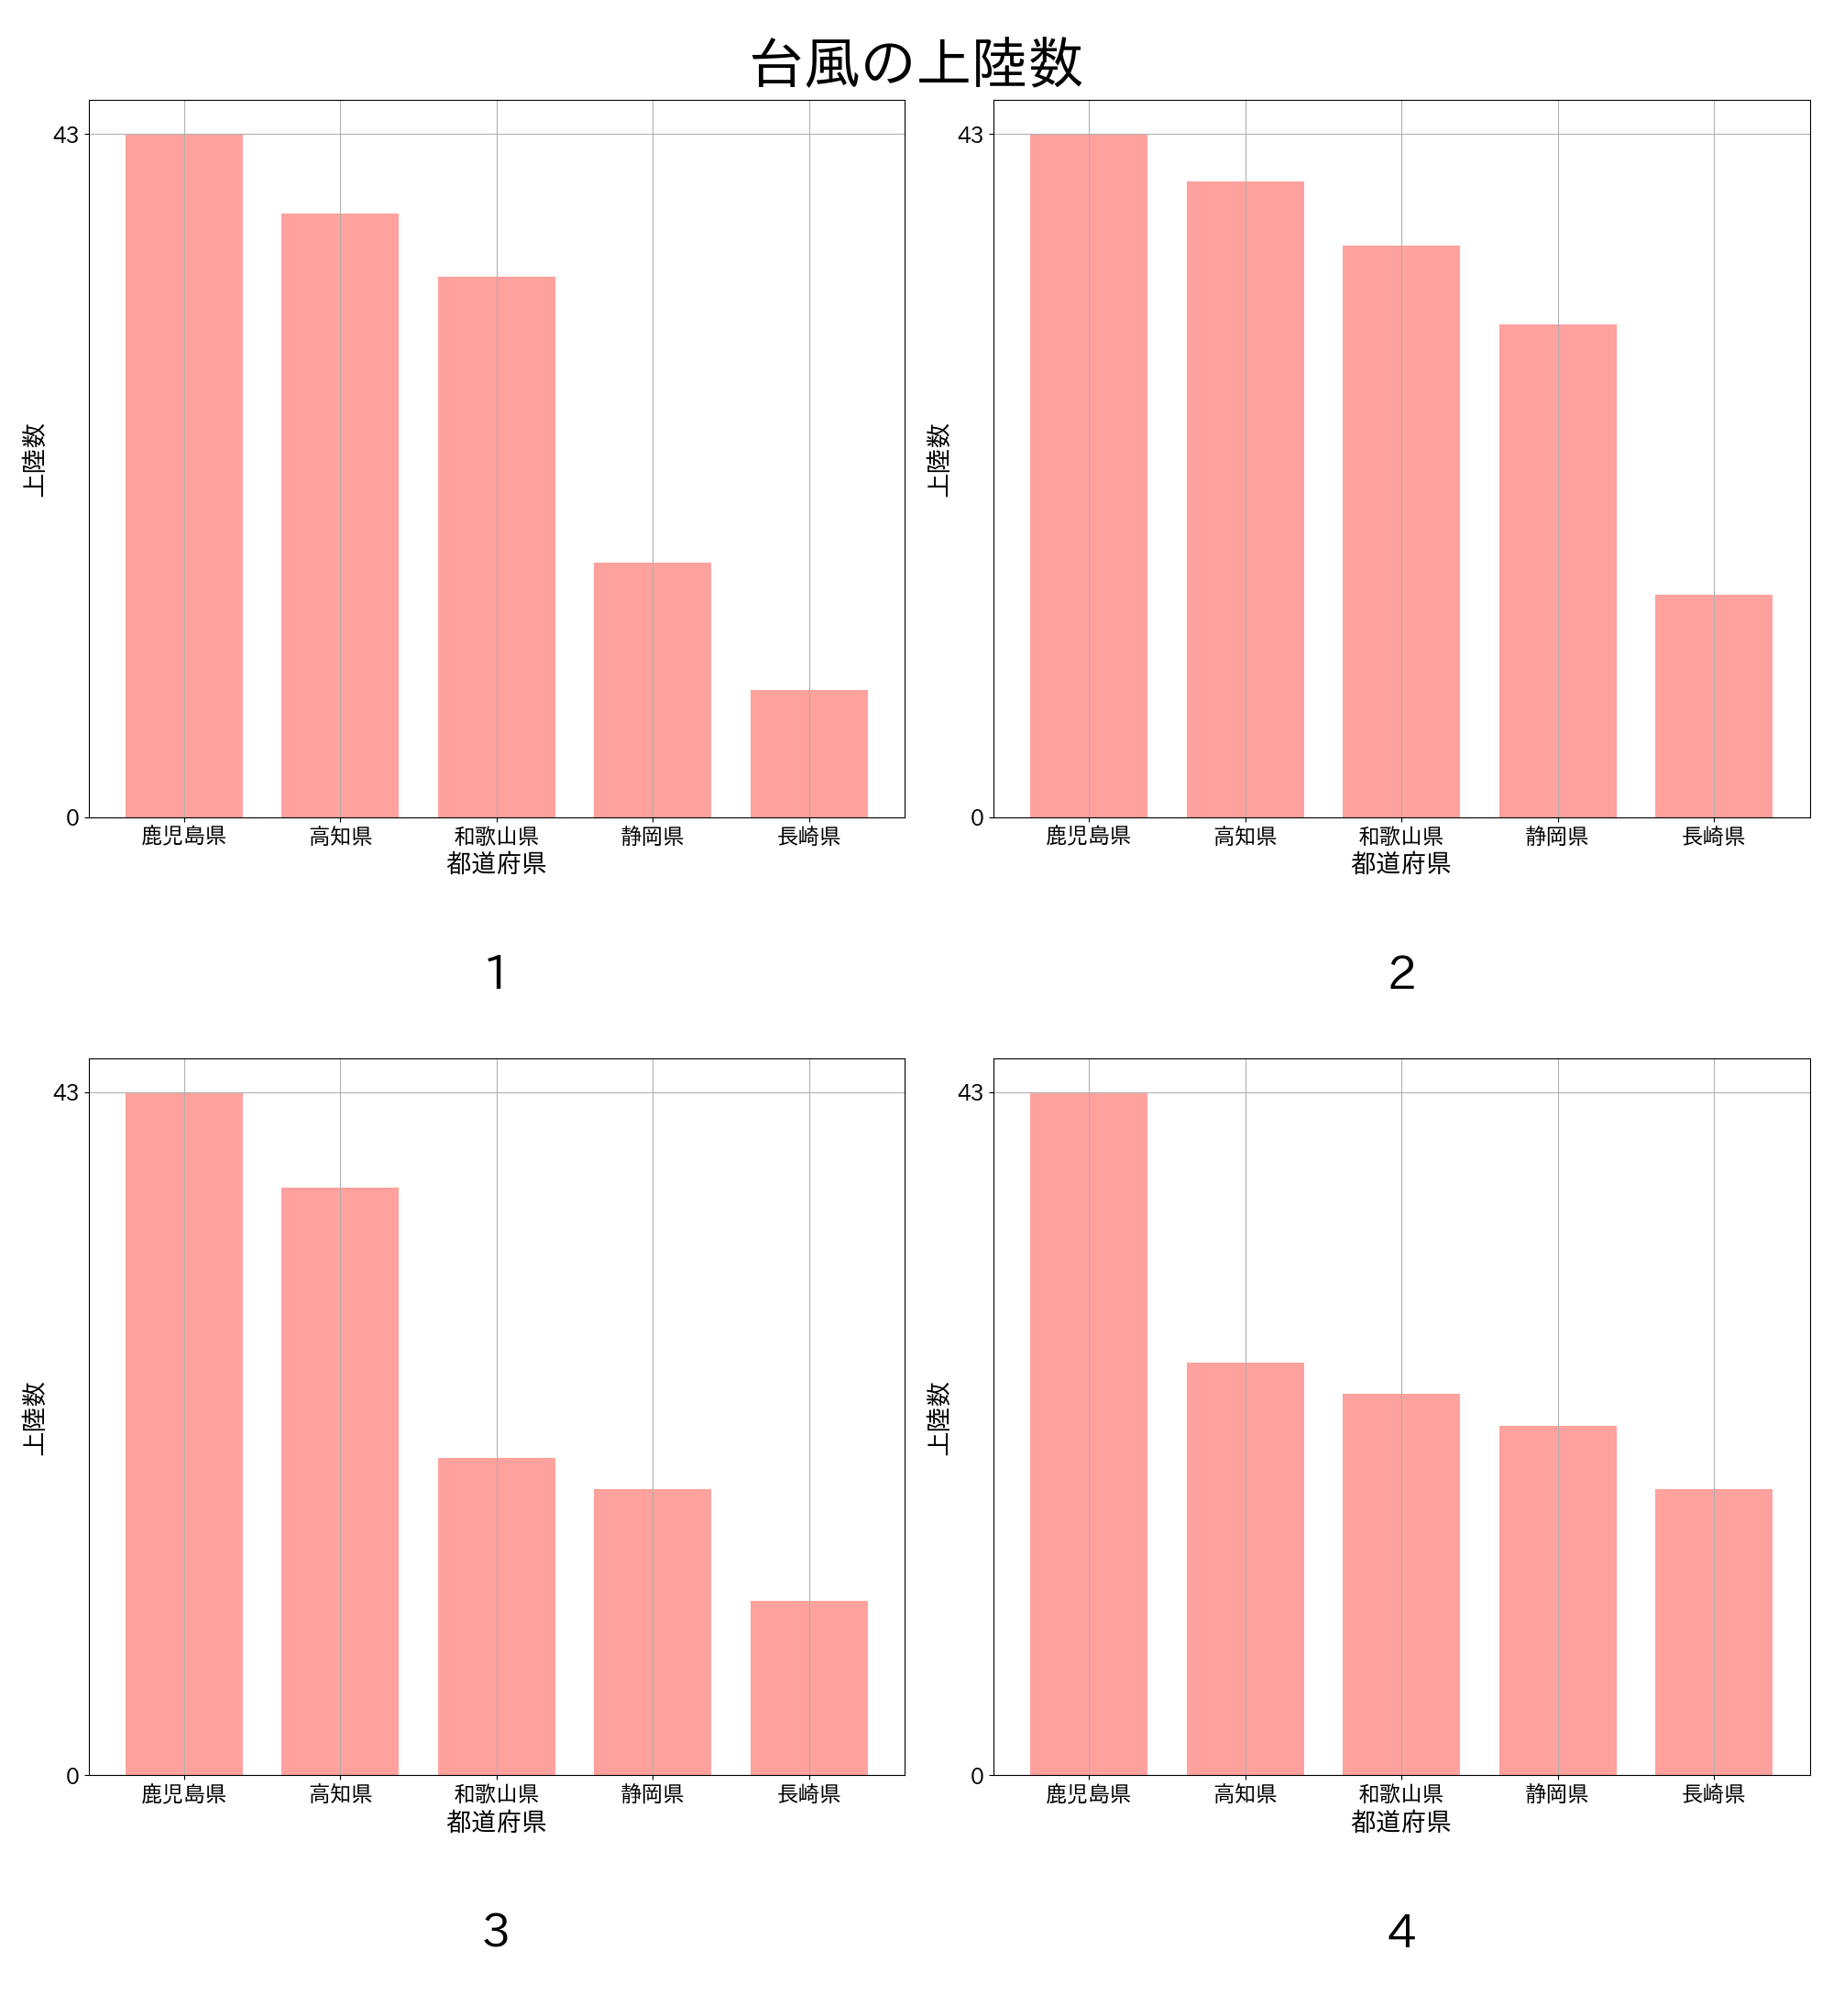 台風の上陸数
43
0
上陸数
鹿児島県 高知県 和歌山県 静岡県 長崎県
都道府県
1
43
0
上陸数
鹿児島県 高知県 和歌山県 静岡県 長崎県
都道府県
2
43
0
上陸数
鹿児島県 高知県 和歌山県 静岡県 長崎県
都道府県
3
43
0
上陸数
鹿児島県 高知県 和歌山県 静岡県 長崎県
都道府県
4